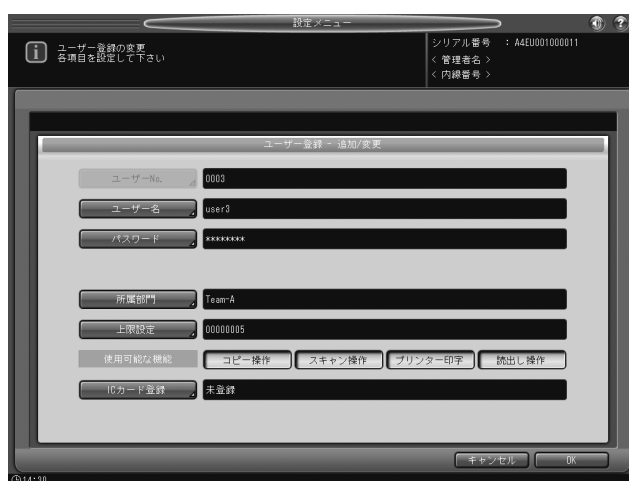 設定メニュー
ユーザー登録の変更
各項目を設定して下さい
シリアル番号 : A4EU001000011
< 管理者名 >
< 内線番号 >
ユーザー登録 - 追加/変更
ユーザーNo. 0003
ユーザー名 user3
パスワード ********
所属部門 Team-A
上限設定 00000005
使用可能な機能 コピー操作 スキャン操作 プリンター印字 読出し操作
ICカード登録 未登録
キャンセル OK
14:30